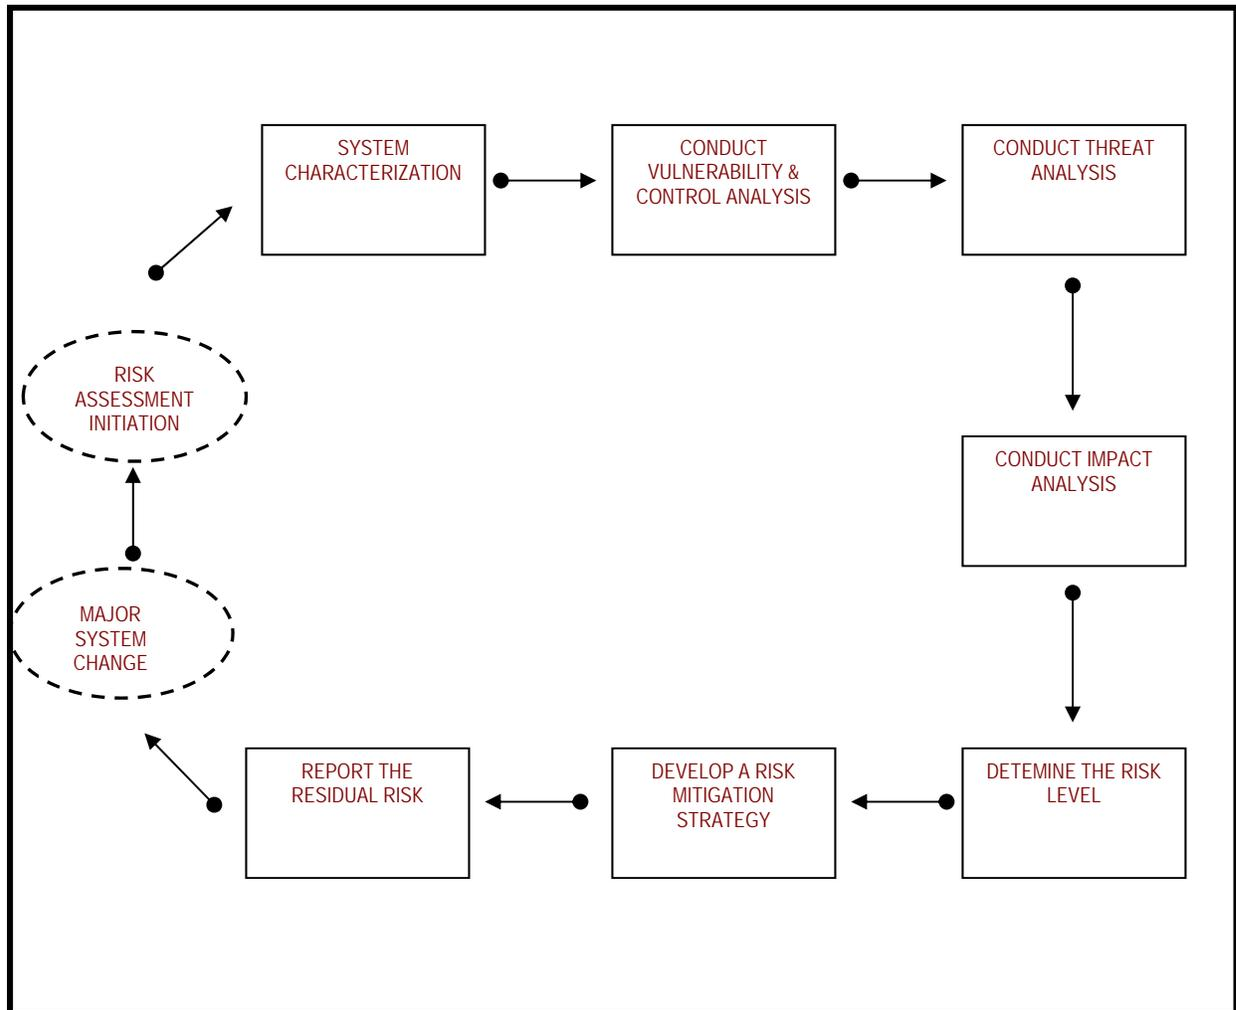 SYSTEM
CHARACTERIZATION
CONDUCT
VULNERABILITY &
CONTROL ANALYSIS
CONDUCT THREAT
ANALYSIS
RISK
ASSESSMENT
INITIATION
CONDUCT IMPACT
ANALYSIS
MAJOR
SYSTEM
CHANGE
REPORT THE
RESIDUAL RISK
DEVELOP A RISK
MITIGATION
STRATEGY
DETEMINE THE RISK
LEVEL